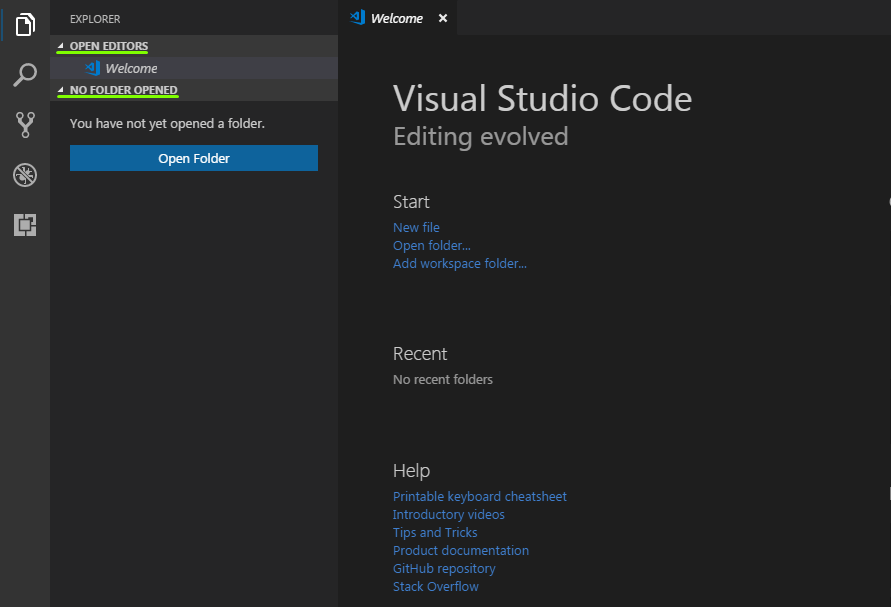 EXPLORER
OPEN EDITORS
Welcome
NO FOLDER OPENED
You have not yet opened a folder.
Open Folder
Welcome
Visual Studio Code
Editing evolved
Start
New file
Open folder...
Add workspace folder...
Recent
No recent folders
Help
Printable keyboard cheatsheet
Introductory videos
Tips and Tricks
Product documentation
GitHub repository
Stack Overflow